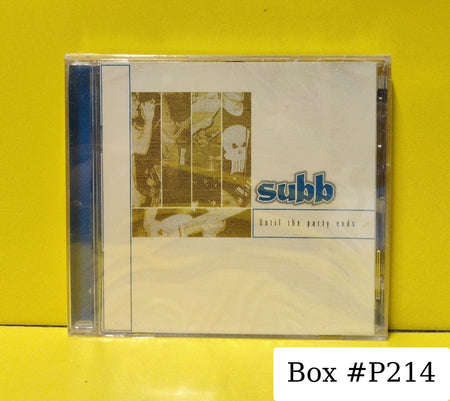 subb
Until the party ends
Box #P214